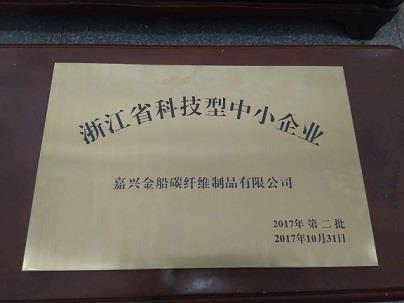 浙江省科技型中小企业
嘉兴金船碳纤维制品有限公司
2017年 第二批
2017年10月31日